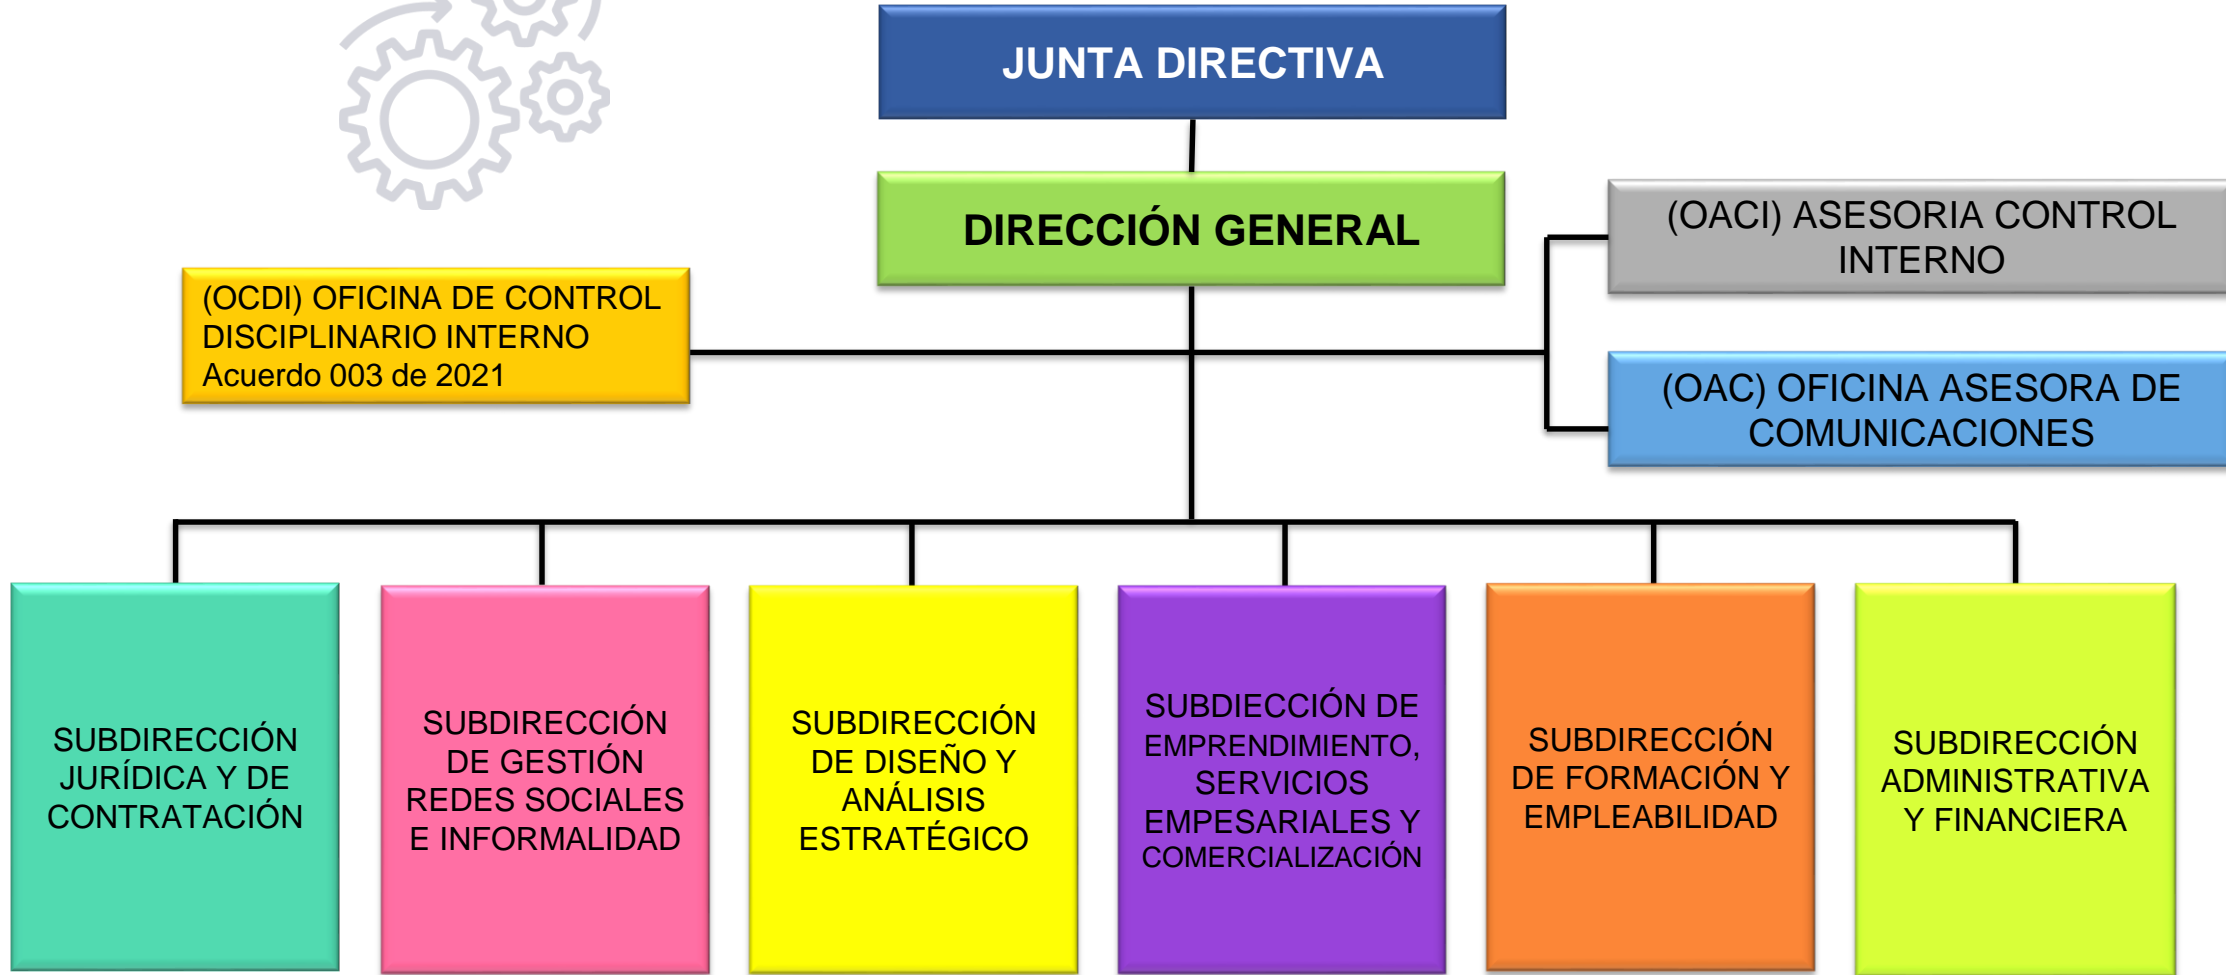 JUNTA DIRECTIVA
DIRECCIÓN GENERAL
(OACI) ASESORIA CONTROL
INTERNO
(OCDI) OFICINA DE CONTROL
DISCIPLINARIO INTERNO
Acuerdo 003 de 2021
(OAC) OFICINA ASESORA DE
COMUNICACIONES
SUBDIRECCIÓN
JURÍDICA Y DE
CONTRATACIÓN
SUBDIRECCIÓN
DE GESTIÓN
REDES SOCIALES
E INFORMALIDAD
SUBDIRECCIÓN
DE DISEÑO Y
ANÁLISIS
ESTRATÉGICO
SUBDIECCIÓN DE
EMPRENDIMIENTO,
SERVICIOS
EMPESARIALES Y
COMERCIALIZACIÓN
SUBDIRECCIÓN
DE FORMACIÓN Y
EMPLEABILIDAD
SUBDIRECCIÓN
ADMINISTRATIVA
Y FINANCIERA